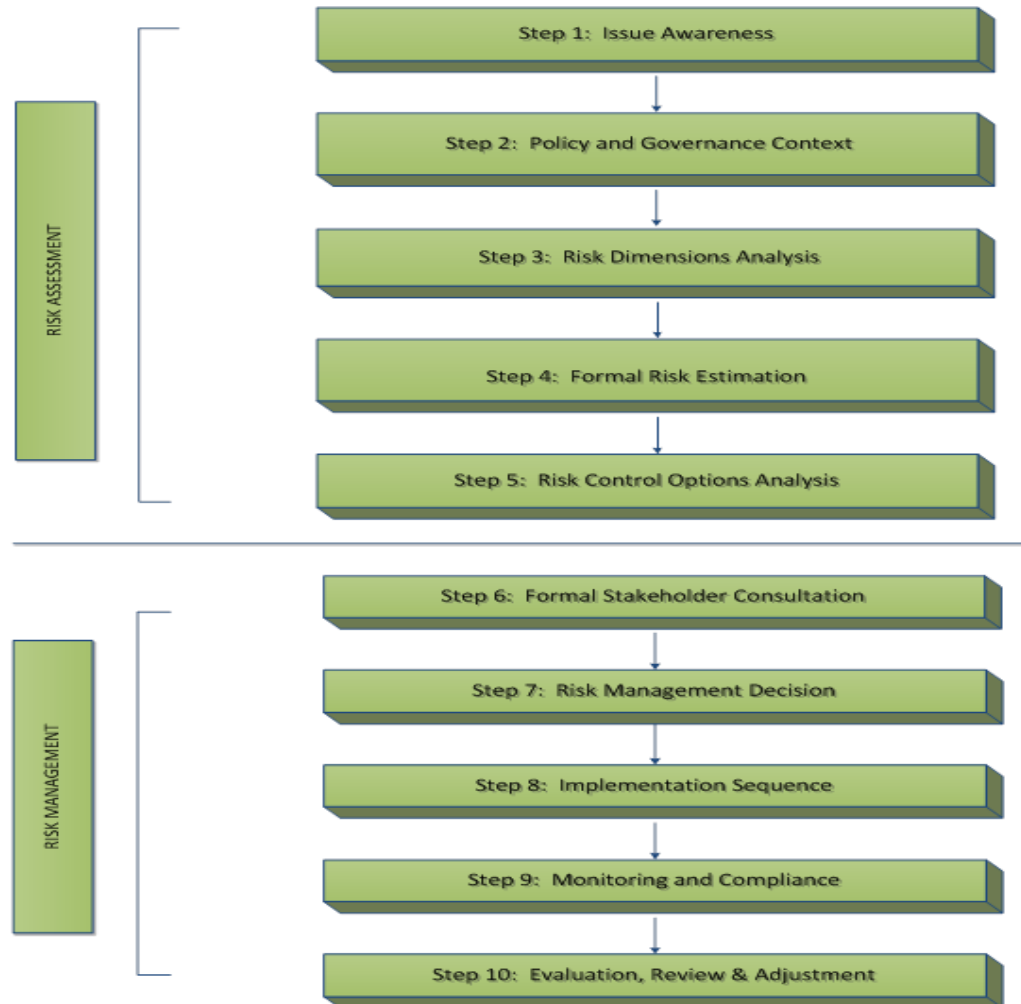 Step 1: Issue Awareness
Step 2: Policy and Governance Context
RISK ASSESSMENT
Step 3: Risk Dimensions Analysis
Step 4: Formal Risk Estimation
Step 5: Risk Control Options Analysis
Step 6: Formal Stakeholder Consultation
Step 7: Risk Management Decision
RISK MANAGEMENT
Step 8: Implementation Sequence
Step 9: Monitoring and Compliance
Step 10: Evaluation, Review & Adjustment